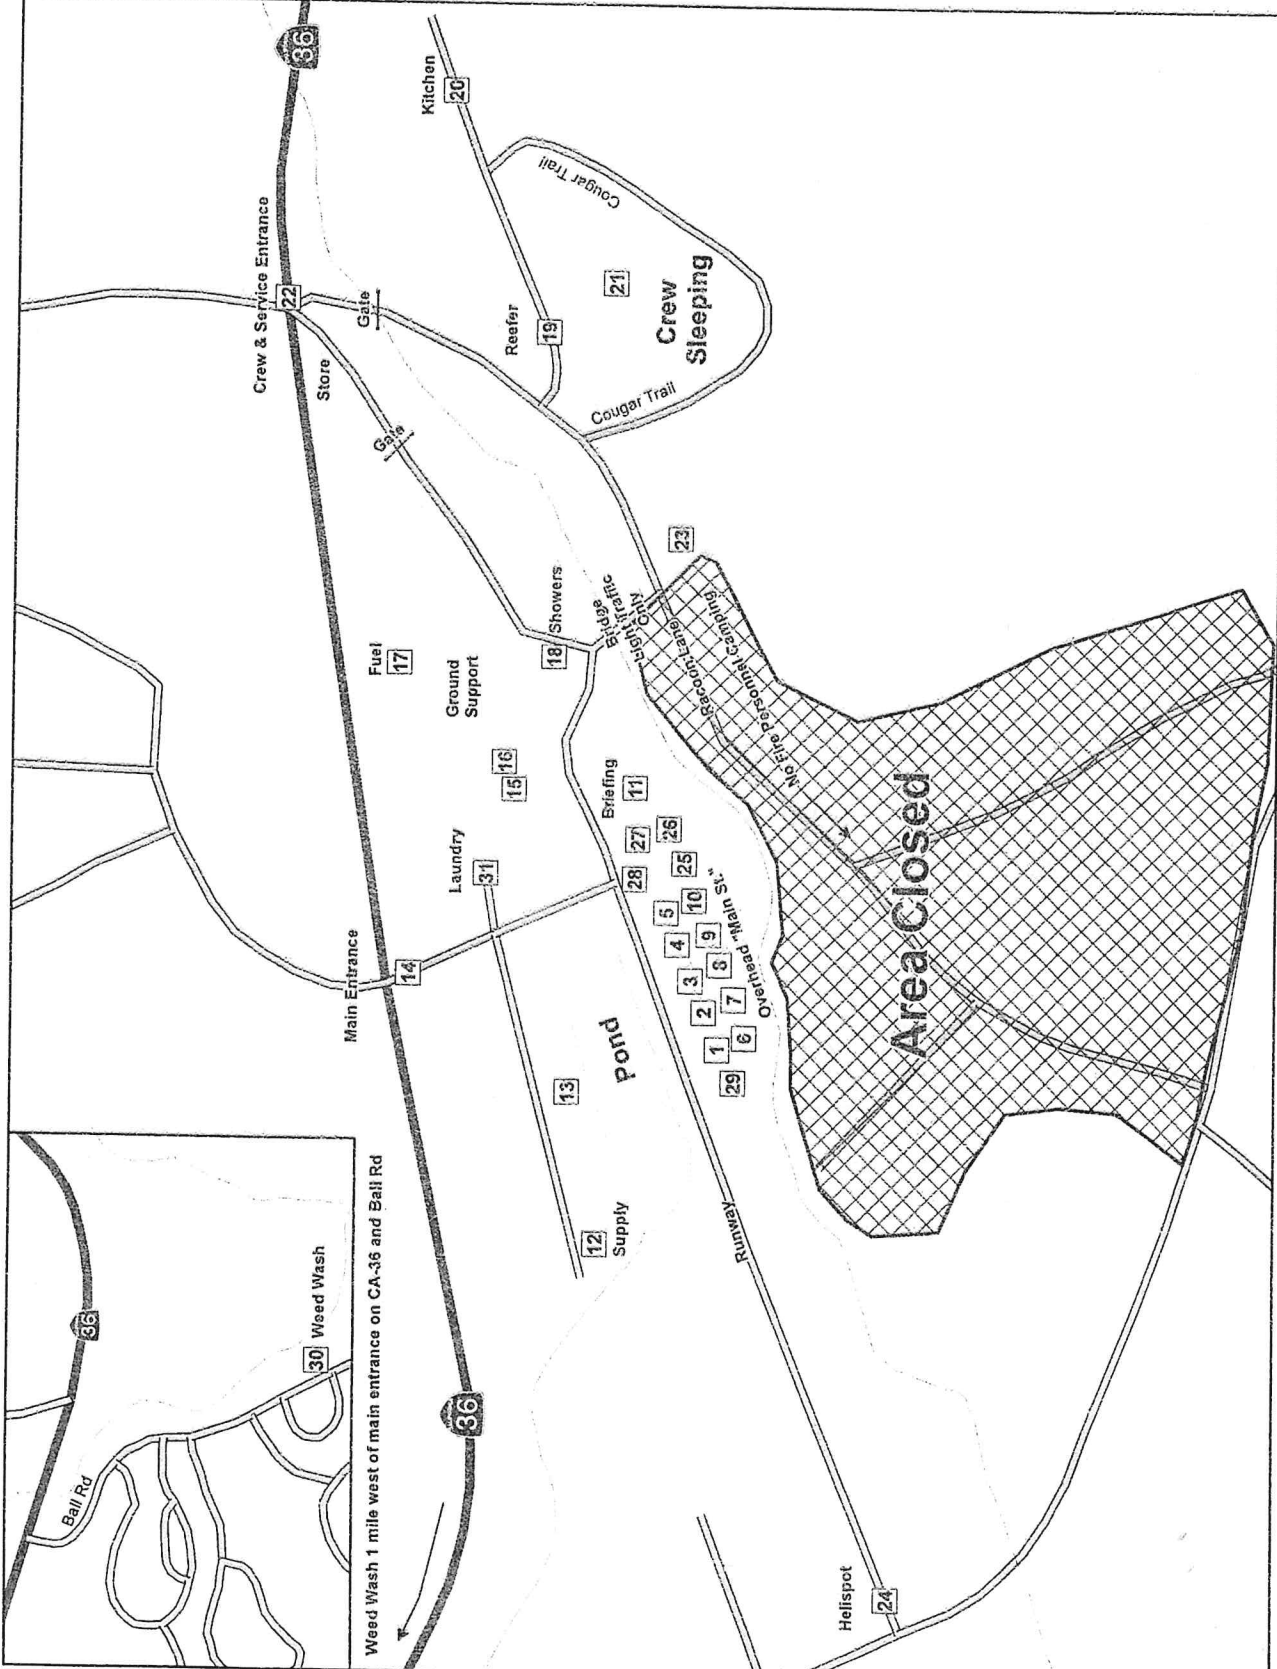 36
Ball Rd
30 Weed Wash
Weed Wash 1 mile west of main entrance on CA-36 and Ball Rd
36
36
Main Entrance
14
Crew & Service Entrance
22
Store
Gate
Gate
Kitchen
20
Reefer
19
Cougar Trail
Cougar Trail
21
Crew
Sleeping
Fuel
17
Ground
Support
18 Showers
15
16
Laundry
31
Pond
13
12
Supply
Briefing
11
27
26
28
25
5
10
4
9
3
8
2
7
1
6
29
Overhead "Main St."
Bridge
Light Traffic
Only
23
Racoon Lane
No Fire Personnel Camping
Area Closed
Runway
Helispot
24